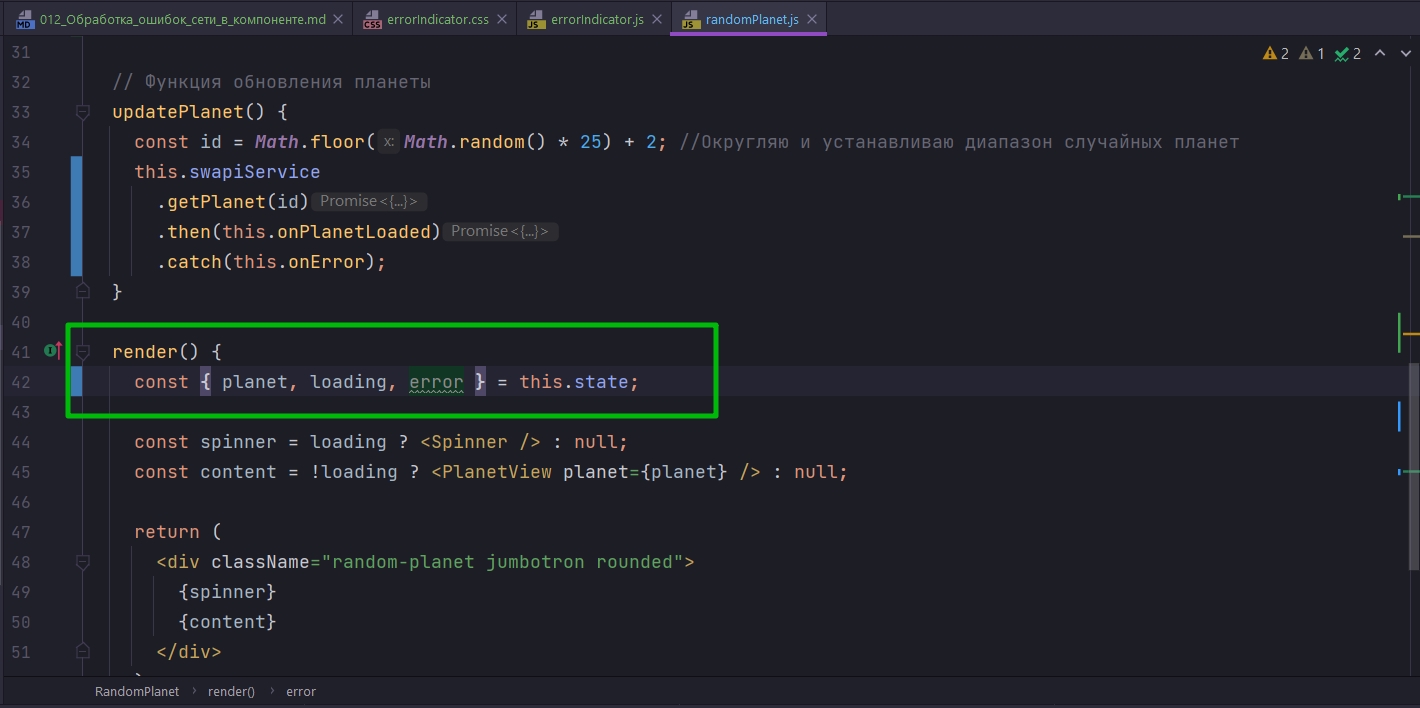 MD 012_Обработка_ошибок_сети_в_компоненте.md CSS errorIndicator.css JS errorIndicator.js JS randomPlanet.js
2 1 2
31
32 // Функция обновления планеты
33 updatePlanet() {
34 const id = Math.floor( x: Math.random() * 25) + 2; //Округляю и устанавливаю диапазон случайных планет
35 this.swapiService
36 .getPlanet(id) Promise<{...}>
37 .then(this.onPlanetLoaded) Promise<{...}>
38 .catch(this.onError);
39 }
40
41 render() {
42 const { planet, loading, error } = this.state;
43
44 const spinner = loading ? <Spinner /> : null;
45 const content = !loading ? <PlanetView planet={planet} /> : null;
46
47 return (
48 <div className="random-planet jumbotron rounded">
49 {spinner}
50 {content}
51 </div>
RandomPlanet › render() › error